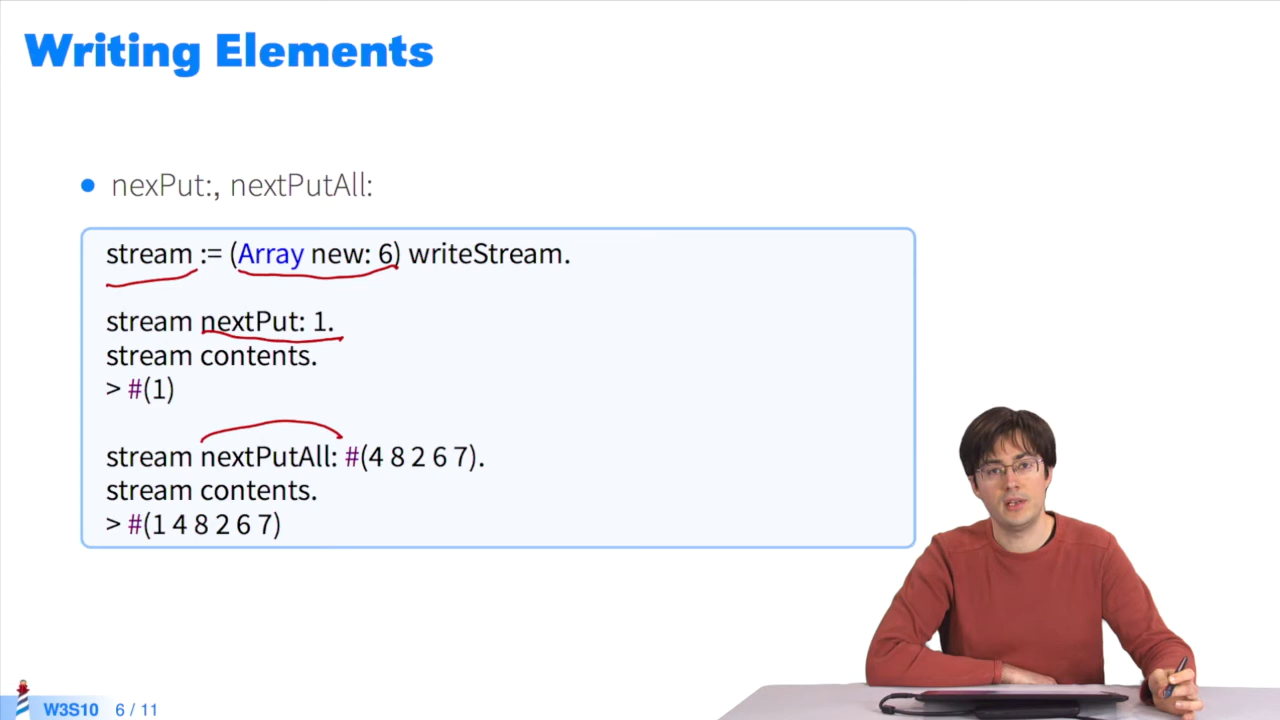 Writing Elements
nexPut:, nextPutAll:
stream := (Array new: 6) writeStream.
stream nextPut: 1.
stream contents.
> #(1)
stream nextPutAll: #(4 8 2 6 7).
stream contents.
> #(1 4 8 2 6 7)
W3S10 6 / 11